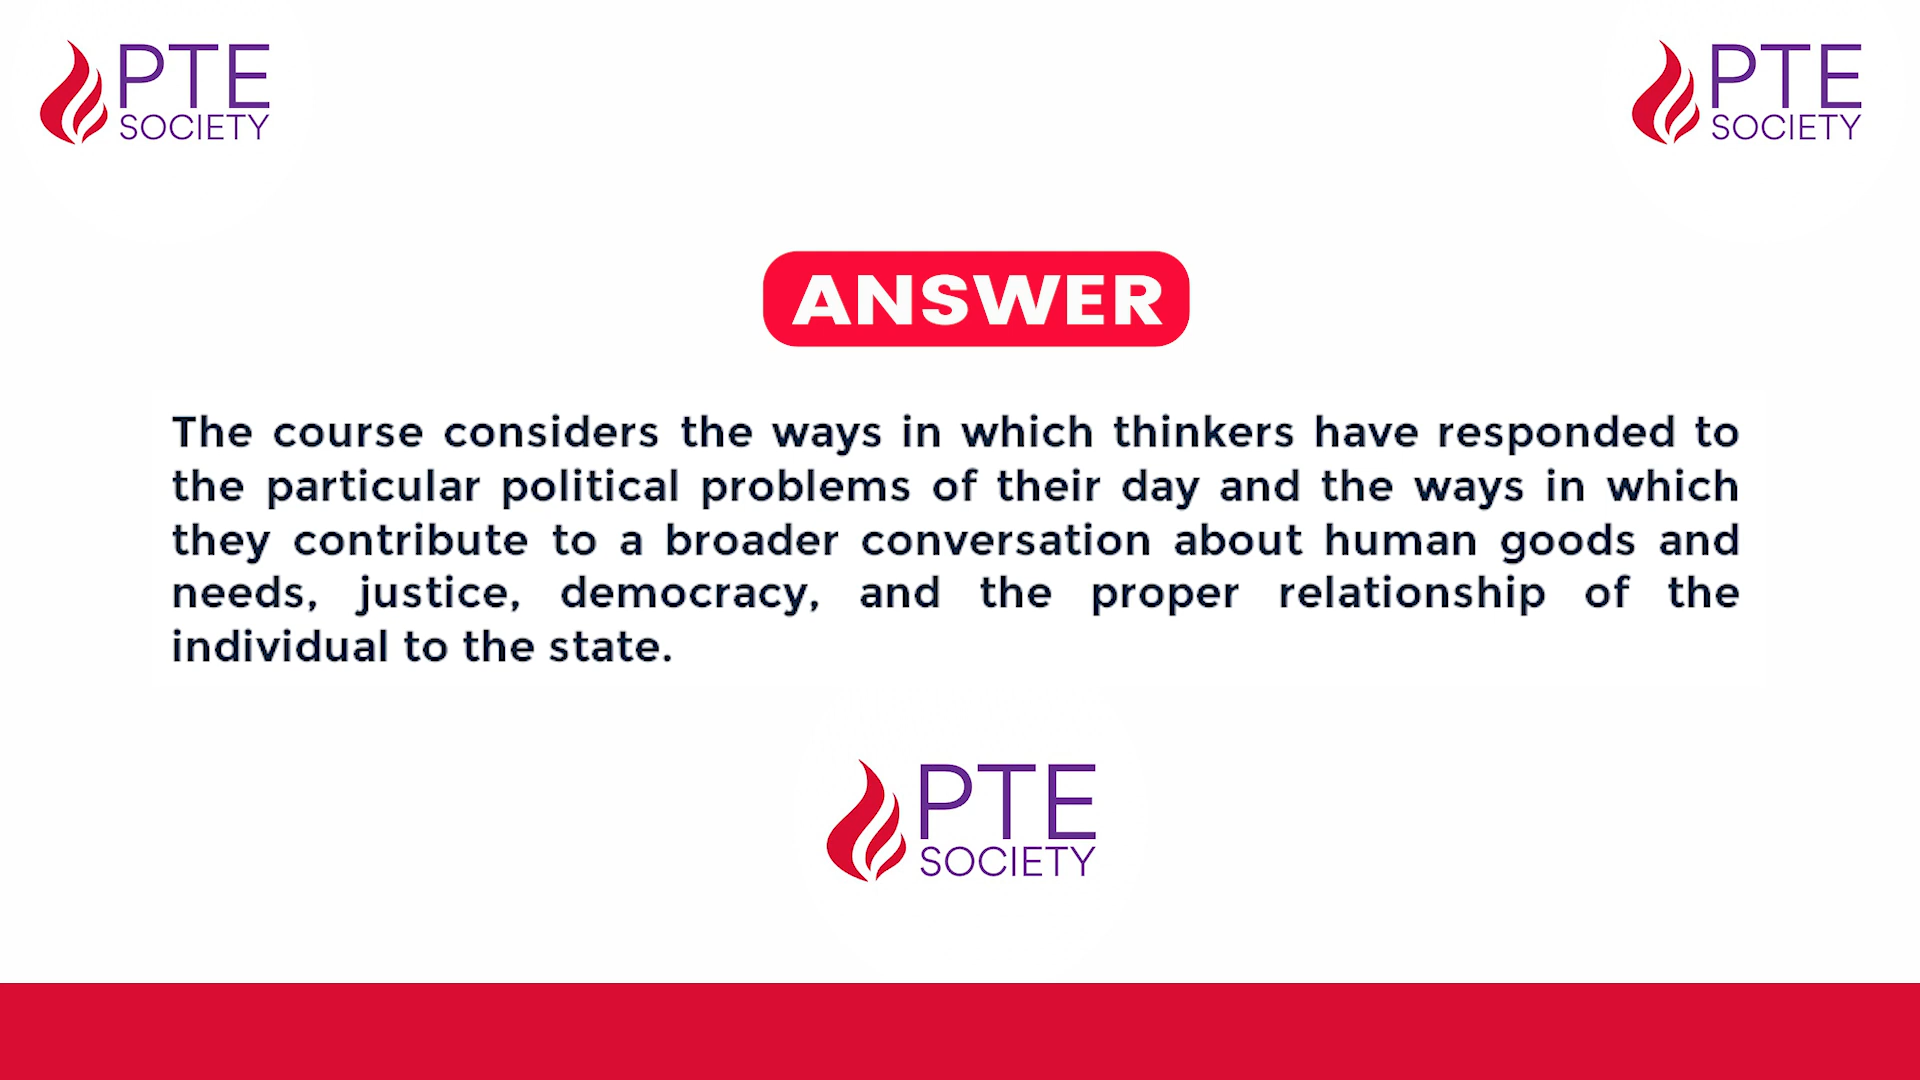 PTE
SOCIETY
PTE
SOCIETY
ANSWER
The course considers the ways in which thinkers have responded to
the particular political problems of their day and the ways in which
they contribute to a broader conversation about human goods and
needs, justice, democracy, and the proper relationship of the
individual to the state.
PTE
SOCIETY